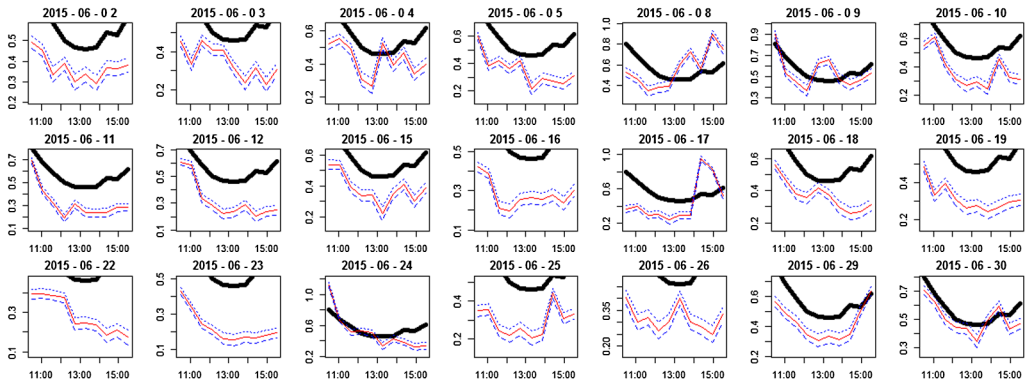 2015 - 06 - 0 2
2015 - 06 - 0 3
2015 - 06 - 0 4
2015 - 06 - 0 5
2015 - 06 - 0 8
2015 - 06 - 0 9
2015 - 06 - 10
0.2 0.3 0.4 0.5
0.2 0.4
0.2 0.4 0.6
0.2 0.4 0.6
0.4 0.6 0.8 1.0
0.3 0.5 0.7 0.9
0.2 0.4 0.6
11:00 13:00 15:00
11:00 13:00 15:00
11:00 13:00 15:00
11:00 13:00 15:00
11:00 13:00 15:00
11:00 13:00 15:00
11:00 13:00 15:00
2015 - 06 - 11
2015 - 06 - 12
2015 - 06 - 15
2015 - 06 - 16
2015 - 06 - 17
2015 - 06 - 18
2015 - 06 - 19
0.1 0.3 0.5 0.7
0.1 0.3 0.5 0.7
0.2 0.4 0.6
0.1 0.3 0.5
0.2 0.4 0.6 0.8 1.0
0.2 0.4 0.6
0.2 0.4
11:00 13:00 15:00
11:00 13:00 15:00
11:00 13:00 15:00
11:00 13:00 15:00
11:00 13:00 15:00
11:00 13:00 15:00
11:00 13:00 15:00
2015 - 06 - 22
2015 - 06 - 23
2015 - 06 - 24
2015 - 06 - 25
2015 - 06 - 26
2015 - 06 - 29
2015 - 06 - 30
0.1 0.3
0.1 0.3 0.5
0.2 0.6 1.0
0.2 0.4
0.20 0.35
0.2 0.4 0.6
0.3 0.5 0.7
11:00 13:00 15:00
11:00 13:00 15:00
11:00 13:00 15:00
11:00 13:00 15:00
11:00 13:00 15:00
11:00 13:00 15:00
11:00 13:00 15:00